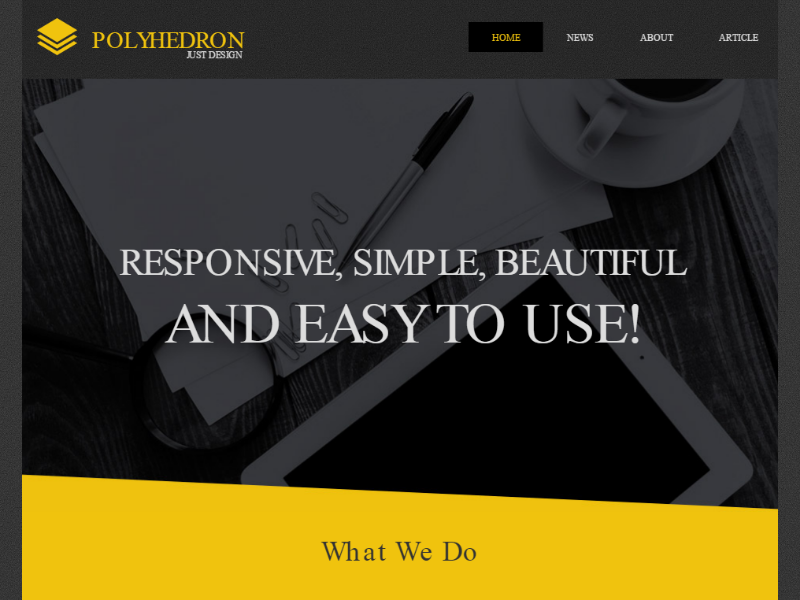 POLYHEDRON
JUST DESIGN
HOME NEWS ABOUT ARTICLE
RESPONSIVE, SIMPLE, BEAUTIFUL
AND EASY TO USE!
What We Do